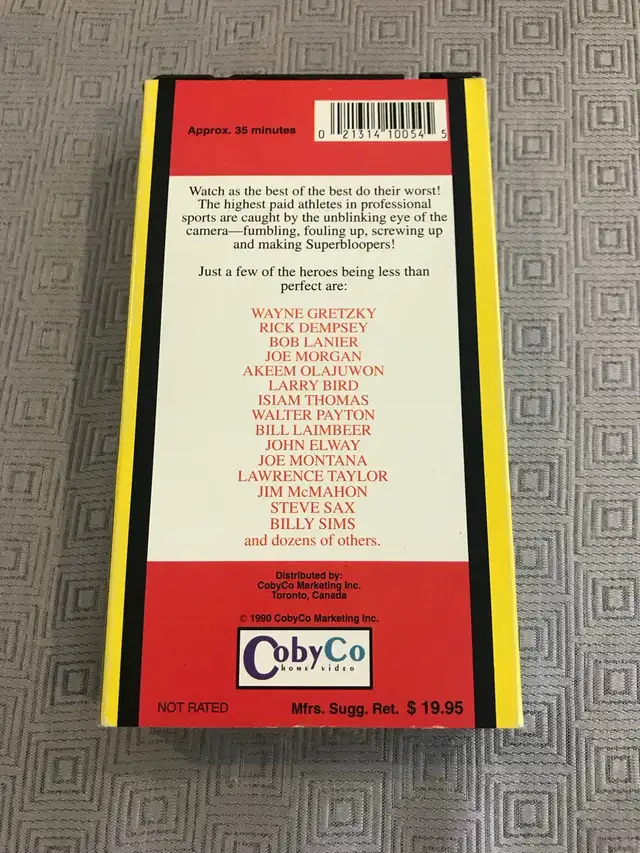 Approx. 35 minutes
0 21314 10054 5
Watch as the best of the best do their worst!
The highest paid athletes in professional
sports are caught by the unblinking eye of the
camera—fumbling, fouling up, screwing up
and making Superbloopers!
Just a few of the heroes being less than
perfect are:
WAYNE GRETZKY
RICK DEMPSEY
BOB LANIER
JOE MORGAN
AKEEM OLAJUWON
LARRY BIRD
ISIAM THOMAS
WALTER PAYTON
BILL LAIMBEER
JOHN ELWAY
JOE MONTANA
LAWRENCE TAYLOR
JIM McMAHON
STEVE SAX
BILLY SIMS
and dozens of others.
Distributed by:
CobyCo Marketing Inc.
Toronto, Canada
© 1990 CobyCo Marketing Inc.
CobyCo
HOME VIDEO
NOT RATED Mfrs. Sugg. Ret. $ 19.95